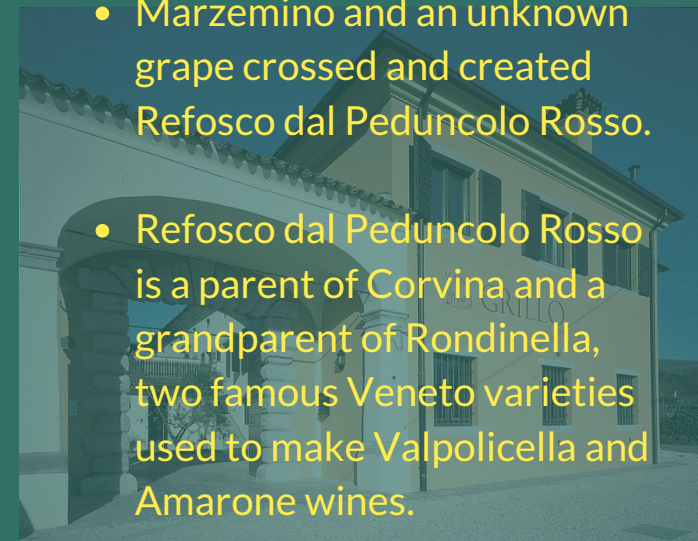 Marzemino and an unknown
grape crossed and created
Refosco dal Peduncolo Rosso.
Refosco dal Peduncolo Rosso
is a parent of Corvina and a
GRILLO
grandparent of Rondinella,
two famous Veneto varieties
used to make Valpolicella and
Amarone wines.